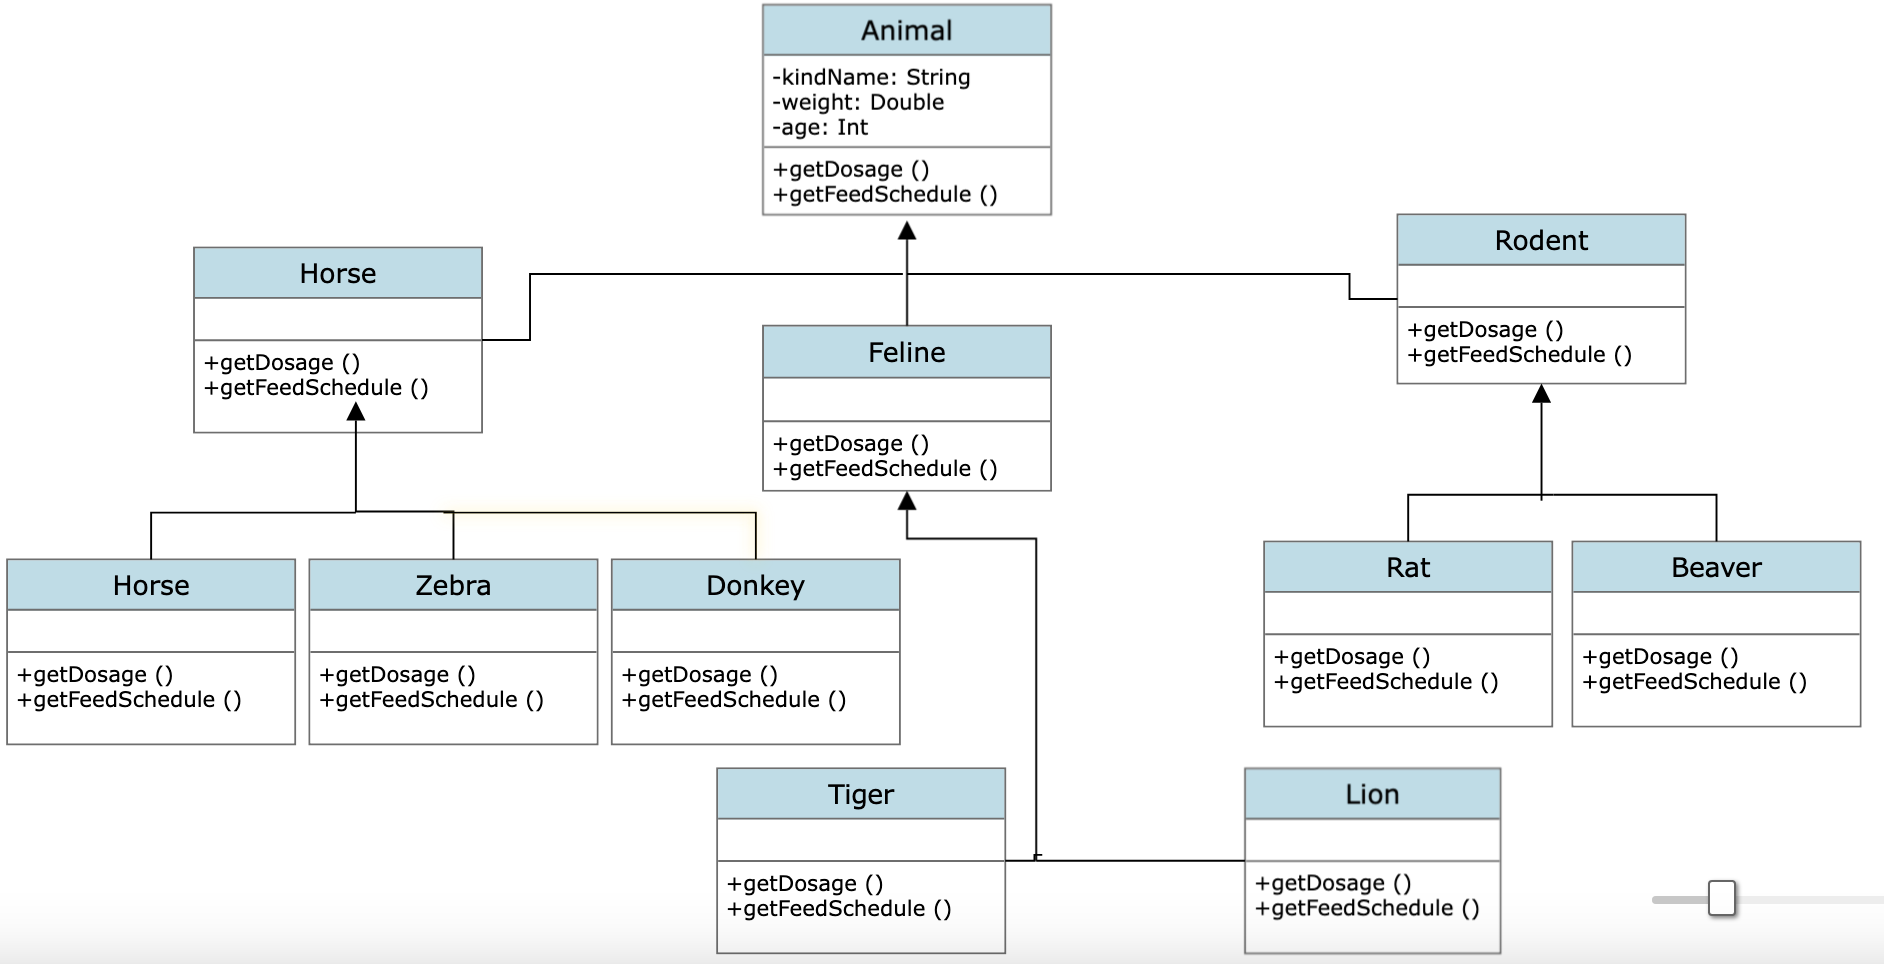 Animal
-kindName: String
-weight: Double
-age: Int
+getDosage ()
+getFeedSchedule ()
Horse
+getDosage ()
+getFeedSchedule ()
Feline
+getDosage ()
+getFeedSchedule ()
Rodent
+getDosage ()
+getFeedSchedule ()
Horse
+getDosage ()
+getFeedSchedule ()
Zebra
+getDosage ()
+getFeedSchedule ()
Donkey
+getDosage ()
+getFeedSchedule ()
Rat
+getDosage ()
+getFeedSchedule ()
Beaver
+getDosage ()
+getFeedSchedule ()
Tiger
+getDosage ()
+getFeedSchedule ()
Lion
+getDosage ()
+getFeedSchedule ()